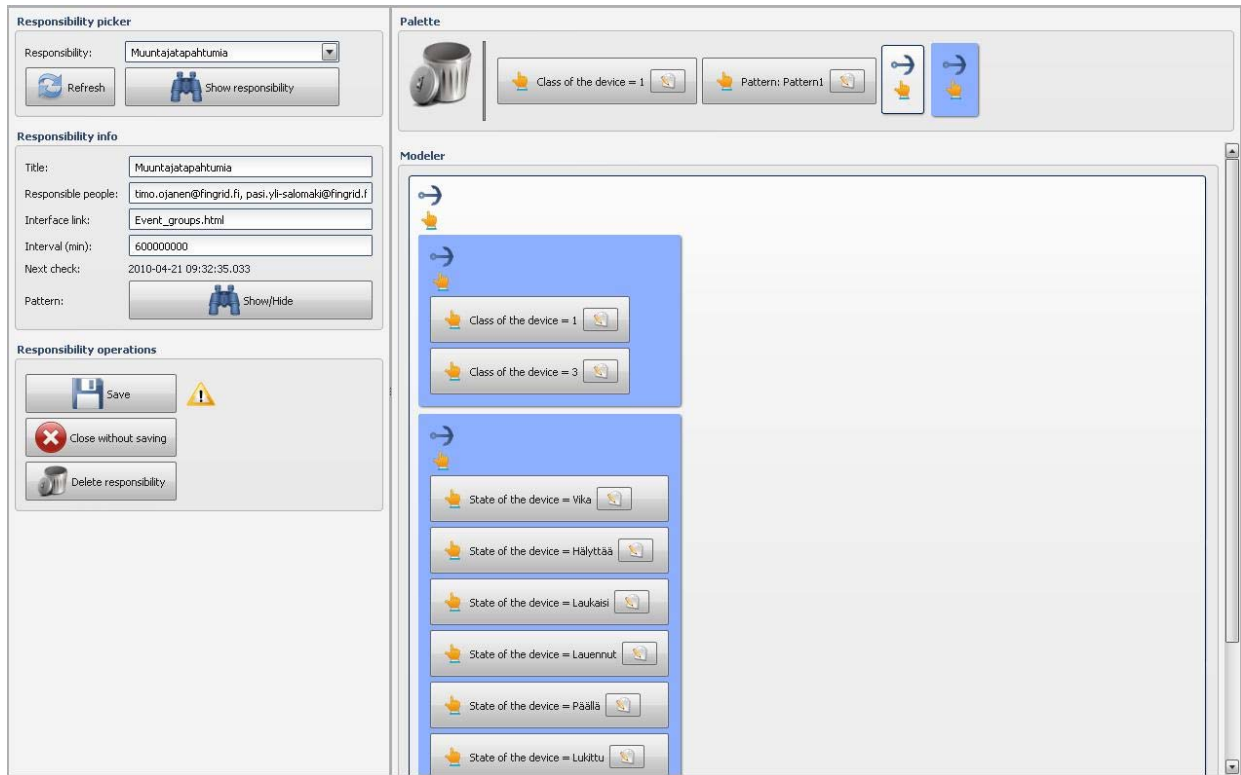 Responsibility picker
Responsibility:
Muuntajatapahtumia
Refresh
Show responsibility
Responsibility info
Title:
Muuntajatapahtumia
Responsible people:
timo.ojanen@fingrid.fi, pasi.yli-salomaki@fingrid.f
Interface link:
Event_groups.html
Interval (min):
600000000
Next check:
2010-04-21 09:32:35.033
Pattern:
Show/Hide
Responsibility operations
Save
Close without saving
Delete responsibility
Palette
Class of the device = 1
Pattern: Pattern1
Modeler
Class of the device = 1
Class of the device = 3
State of the device = Vika
State of the device = Hälyttää
State of the device = Laukaisi
State of the device = Lauennut
State of the device = Päällä
State of the device = Lukittu